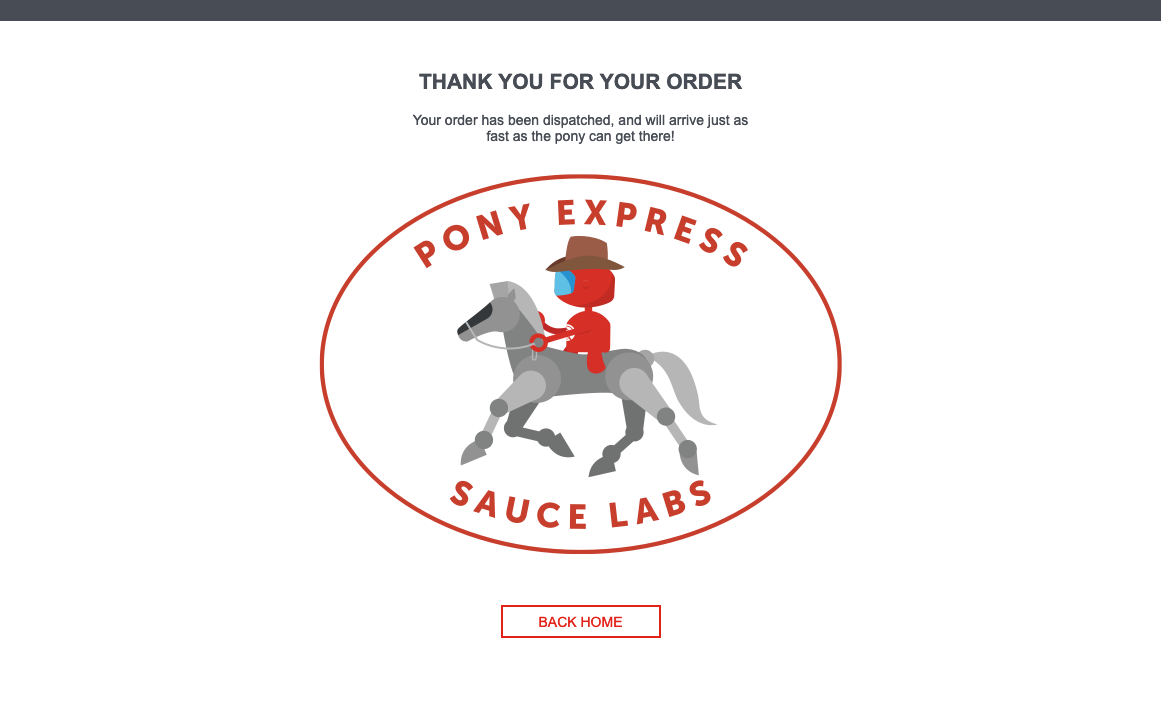 THANK YOU FOR YOUR ORDER
Your order has been dispatched, and will arrive just as
fast as the pony can get there!
PONY EXPRESS
SAUCE LABS
BACK HOME